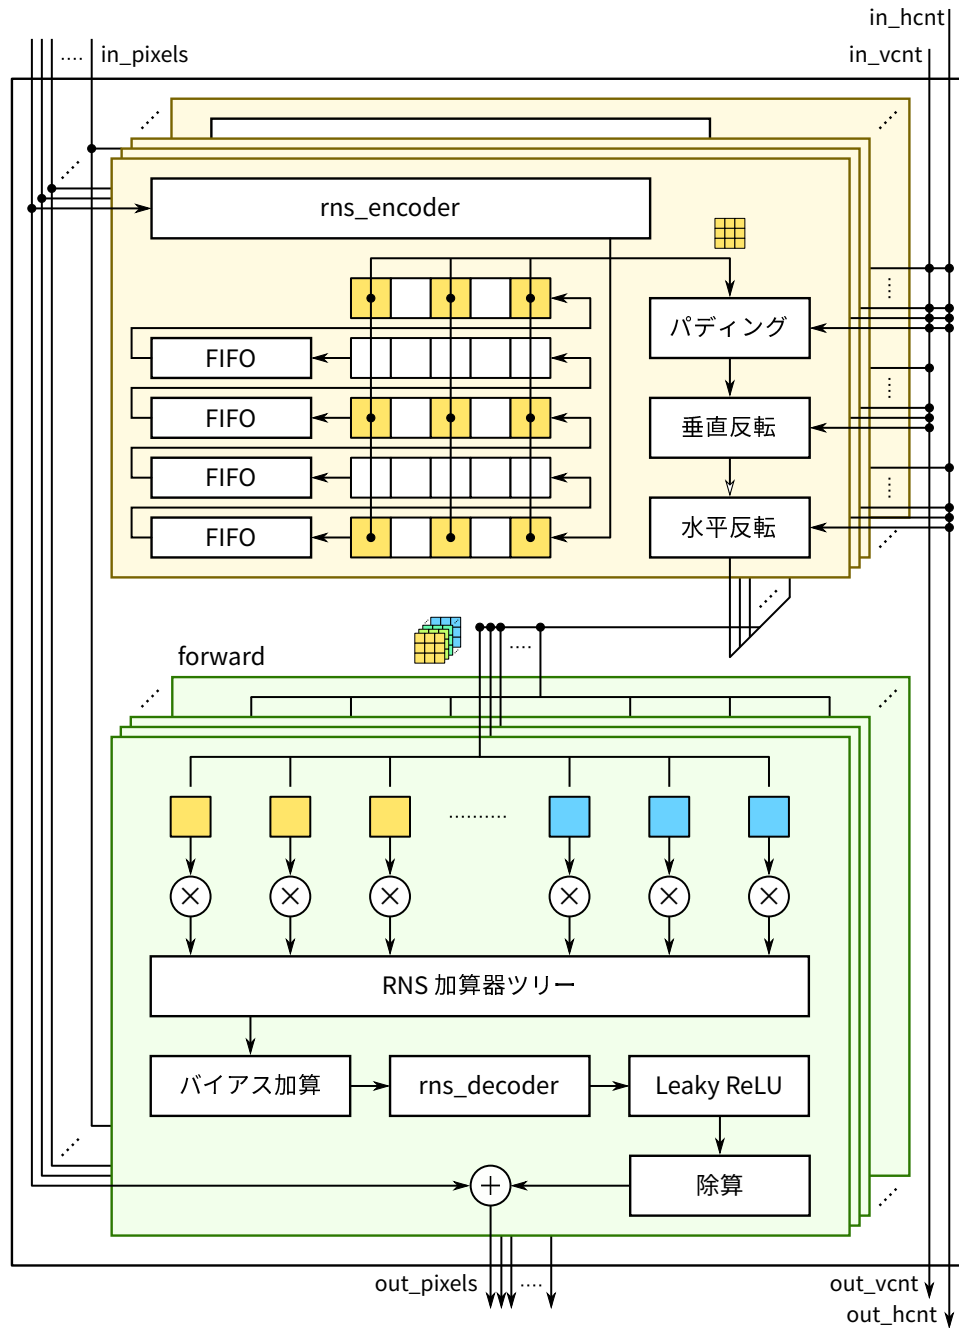 in_hcnt
in_pixels
in_vcnt
rns_encoder
パディング
FIFO
FIFO
垂直反転
FIFO
水平反転
FIFO
forward
RNS 加算器ツリー
バイアス加算
rns_decoder
Leaky ReLU
除算
out_pixels
out_vcnt
out_hcnt